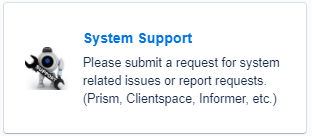 System Support
Please submit a request for system
related issues or report requests.
(Prism, Clientspace, Informer, etc.)